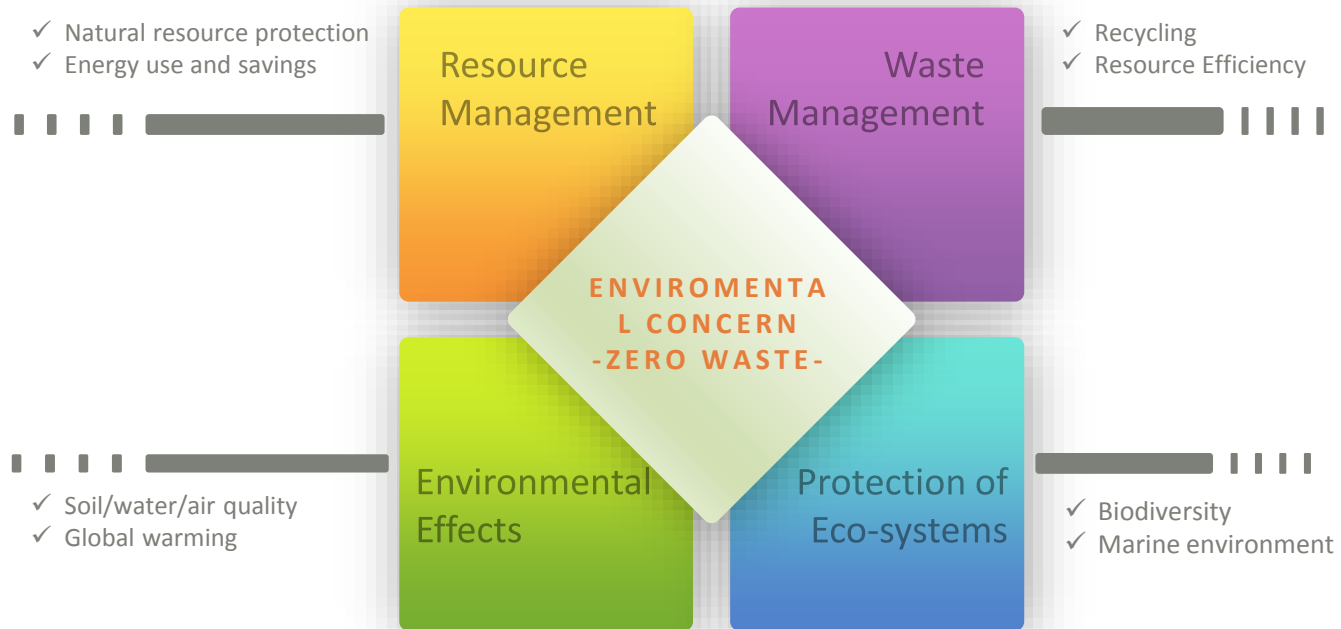 ✓ Natural resource protection
✓ Energy use and savings
Resource
Management
Waste
Management
✓ Recycling
✓ Resource Efficiency
ENVIROMENTA
L CONCERN
-ZERO WASTE-
✓ Soil/water/air quality
✓ Global warming
Environmental
Effects
Protection of
Eco-systems
✓ Biodiversity
✓ Marine environment